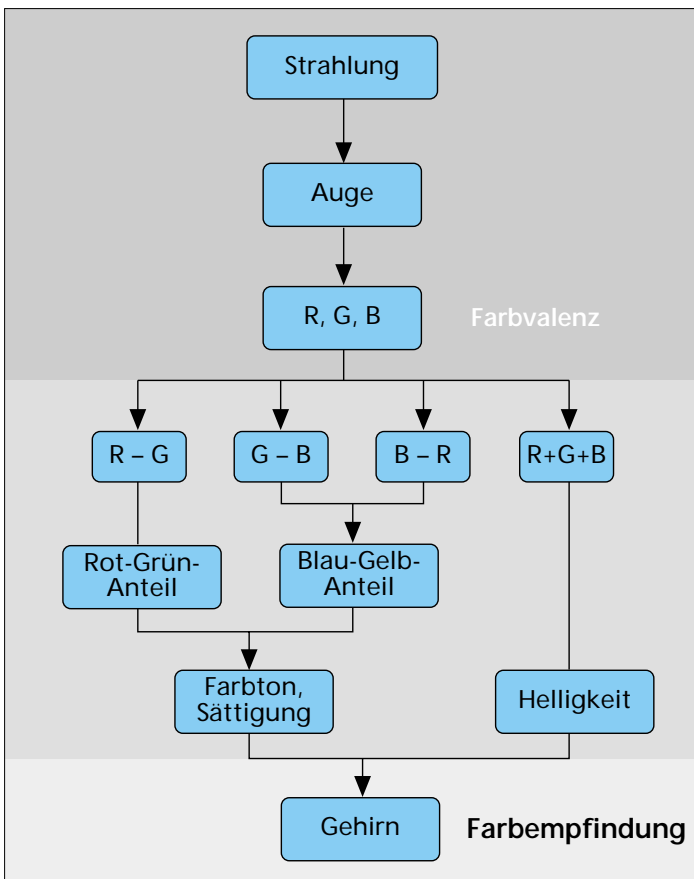 Strahlung
Auge
R, G, B
Farbvalenz
R – G
G – B
B – R
R+G+B
Rot-Grün-
Anteil
Blau-Gelb-
Anteil
Farbton,
Sättigung
Helligkeit
Gehirn
Farbempfindung